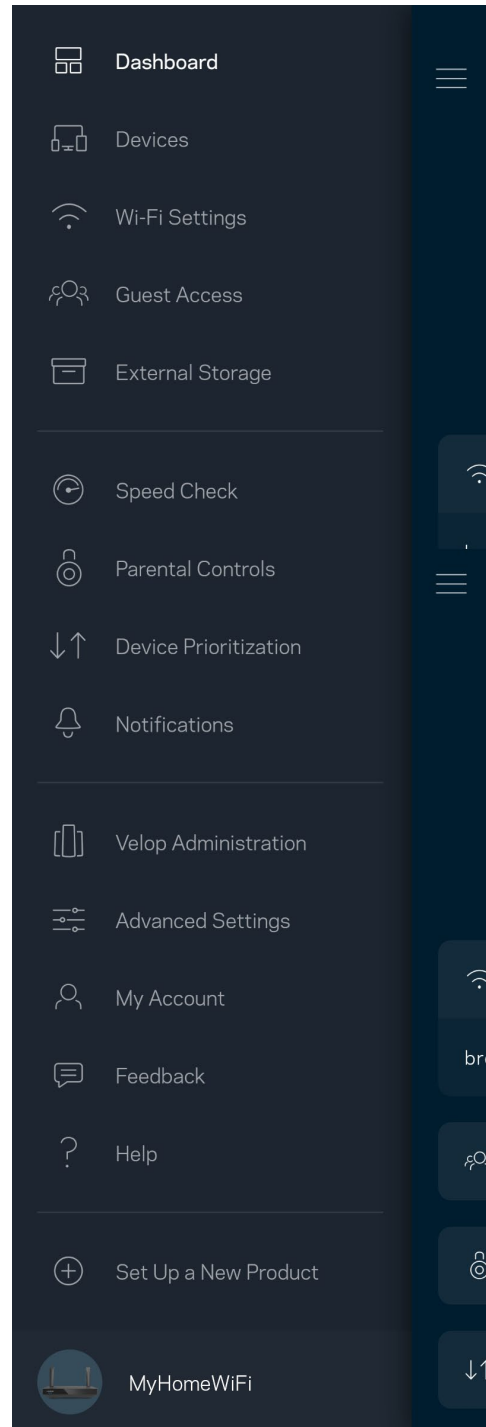 Dashboard
Devices
Wi-Fi Settings
Guest Access
External Storage
Speed Check
Parental Controls
Device Prioritization
Notifications
Velop Administration
Advanced Settings
My Account
Feedback
Help
Set Up a New Product
MyHomeWiFi